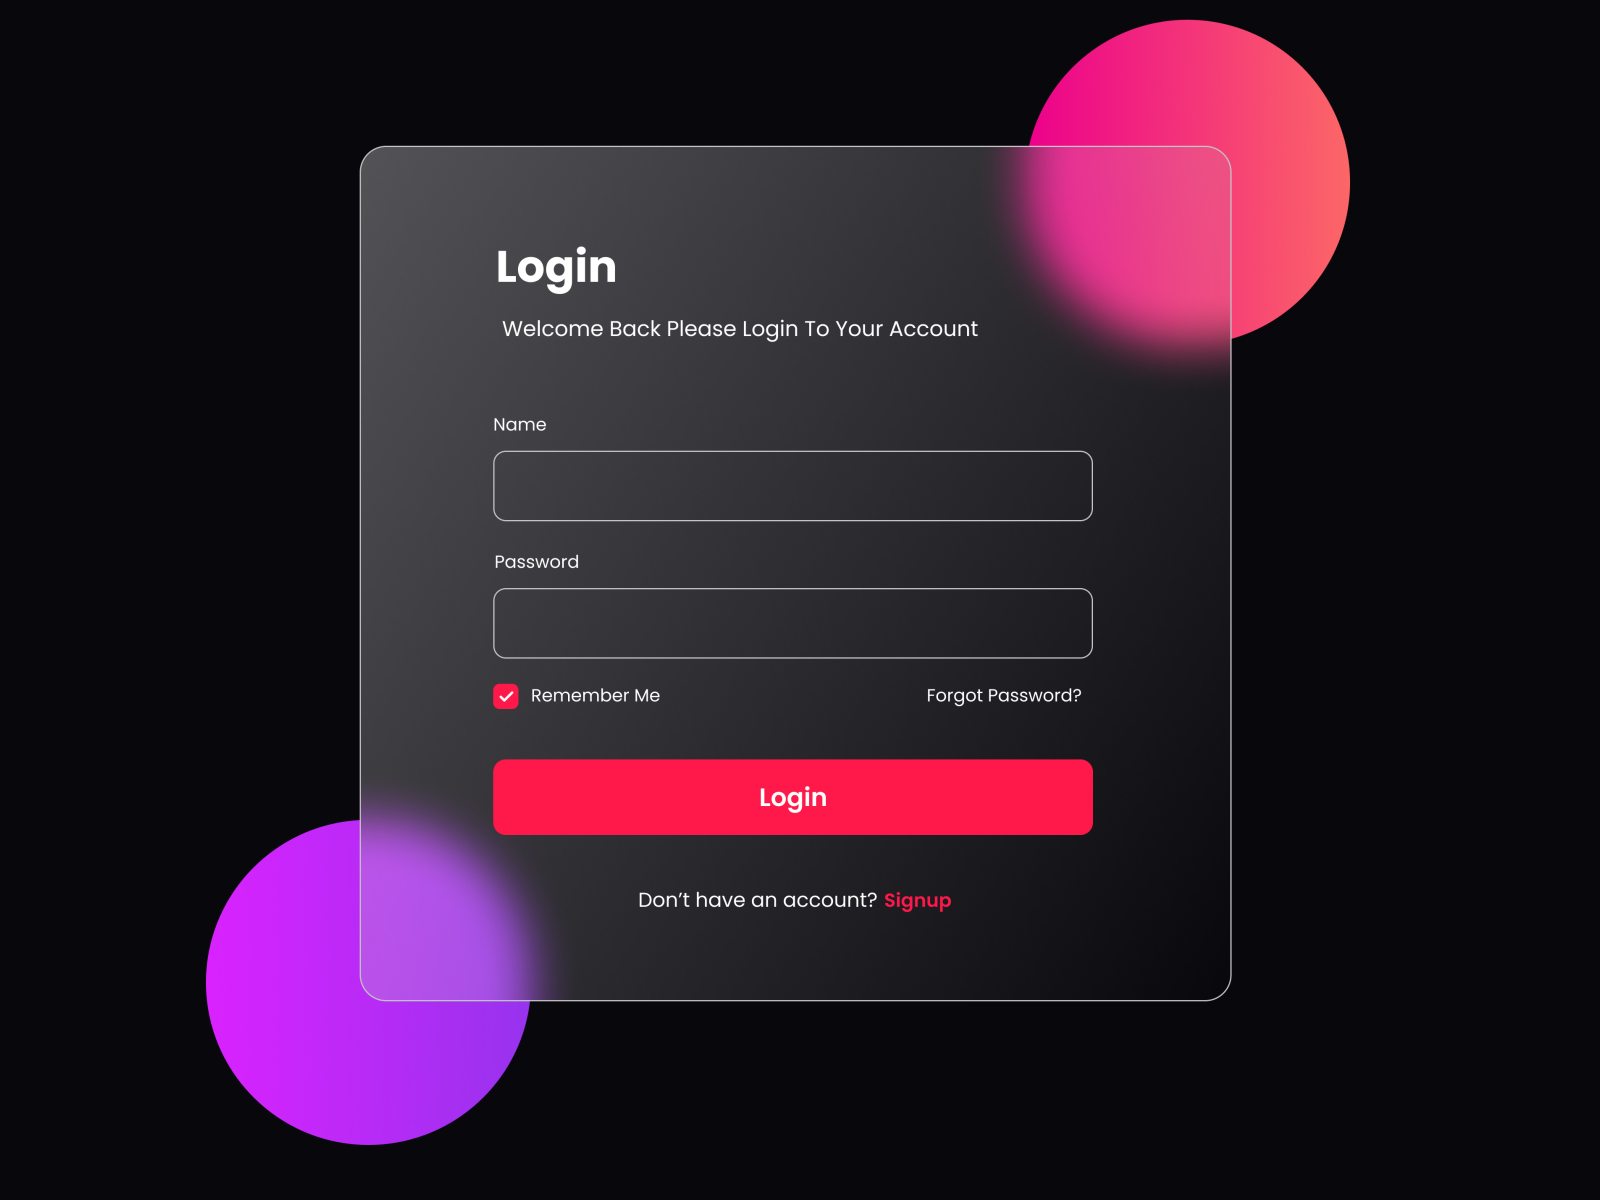 Login
Welcome Back Please Login To Your Account
Name
Password
Remember Me Forgot Password?
Login
Don’t have an account? Signup